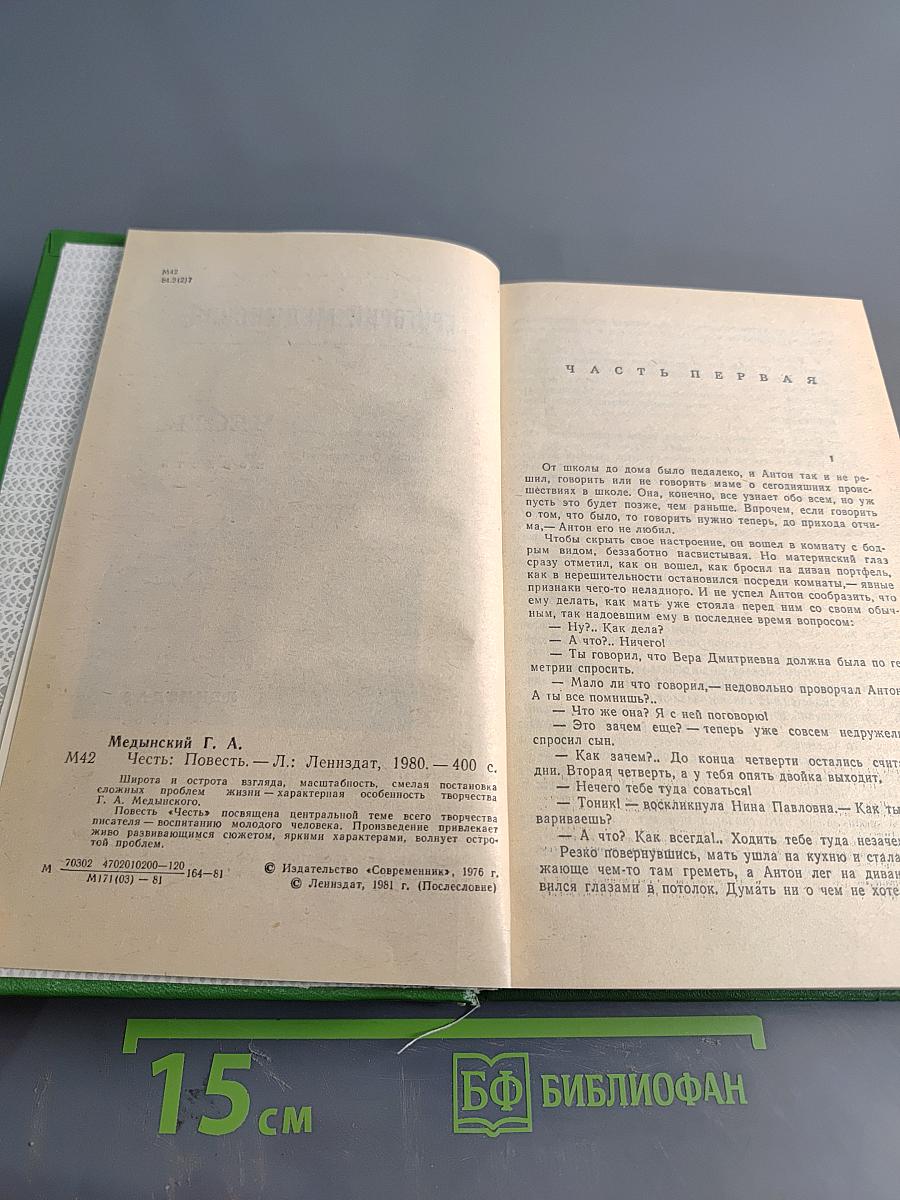 М42
84.3(2)7
Медынский Г. А.
М42 Честь: Повесть. — Л.: Лениздат, 1980. — 400 с.
Широта и острота взгляда, масштабность, смелая постановка
сложных проблем жизни — характерная особенность творчества
Г. А. Медынского.
Повесть «Честь» посвящена центральной теме всего творчества
писателя — воспитанию молодого человека. Произведение привлекает
живо развивающимся сюжетом, яркими характерами, волнует остро-
той проблем.
М 70302 4702010200—120 164—81
М171(03) — 81
© Издательство «Современник», 1976 г.
© Лениздат, 1981 г. (Послесловие)
ЧАСТЬ ПЕРВАЯ
1
От школы до дома было недалеко, и Антон так и не ре-
шил, говорить или не говорить маме о сегодняшних проис-
шествиях в школе. Она, конечно, все узнает обо всем, но уж
пусть это будет позже, чем раньше. Впрочем, если говорить
о том, что было, то говорить нужно теперь, до прихода отчи-
ма,— Антон его не любил.
Чтобы скрыть свое настроение, он вошел в комнату с бод-
рым видом, беззаботно насвистывая. Но материнский глаз
сразу отметил, как он вошел, как бросил на диван портфель,
как в нерешительности остановился посреди комнаты,— явные
признаки чего-то неладного. И не успел Антон сообразить, что
ему делать, как мать уже стояла перед ним со своим обыч-
ным, так надоевшим ему в последнее время вопросом:
— Ну?.. Как дела?
— А что?.. Ничего!
— Ты говорил, что Вера Дмитриевна должна была по ге
метрии спросить.
— Мало ли что говорил,— недовольно проворчал Антон
А ты все помнишь?..
— Что же она? Я с ней поговорю!
— Это зачем еще? — теперь уже совсем недружел
спросил сын.
— Как зачем?.. До конца четверти остались счит
дни. Вторая четверть, а у тебя опять двойка выходит.
— Нечего тебе туда соваться!
— Тоник! — воскликнула Нина Павловна.— Как ты
вариваешь?
— А что? Как всегда!.. Ходить тебе туда незачем
Резко повернувшись, мать ушла на кухню и стала
жающе чем-то там греметь, а Антон лег на диван
вился глазами в потолок. Думать ни о чем не хоте
15 см
БФ БИБЛИОФАН